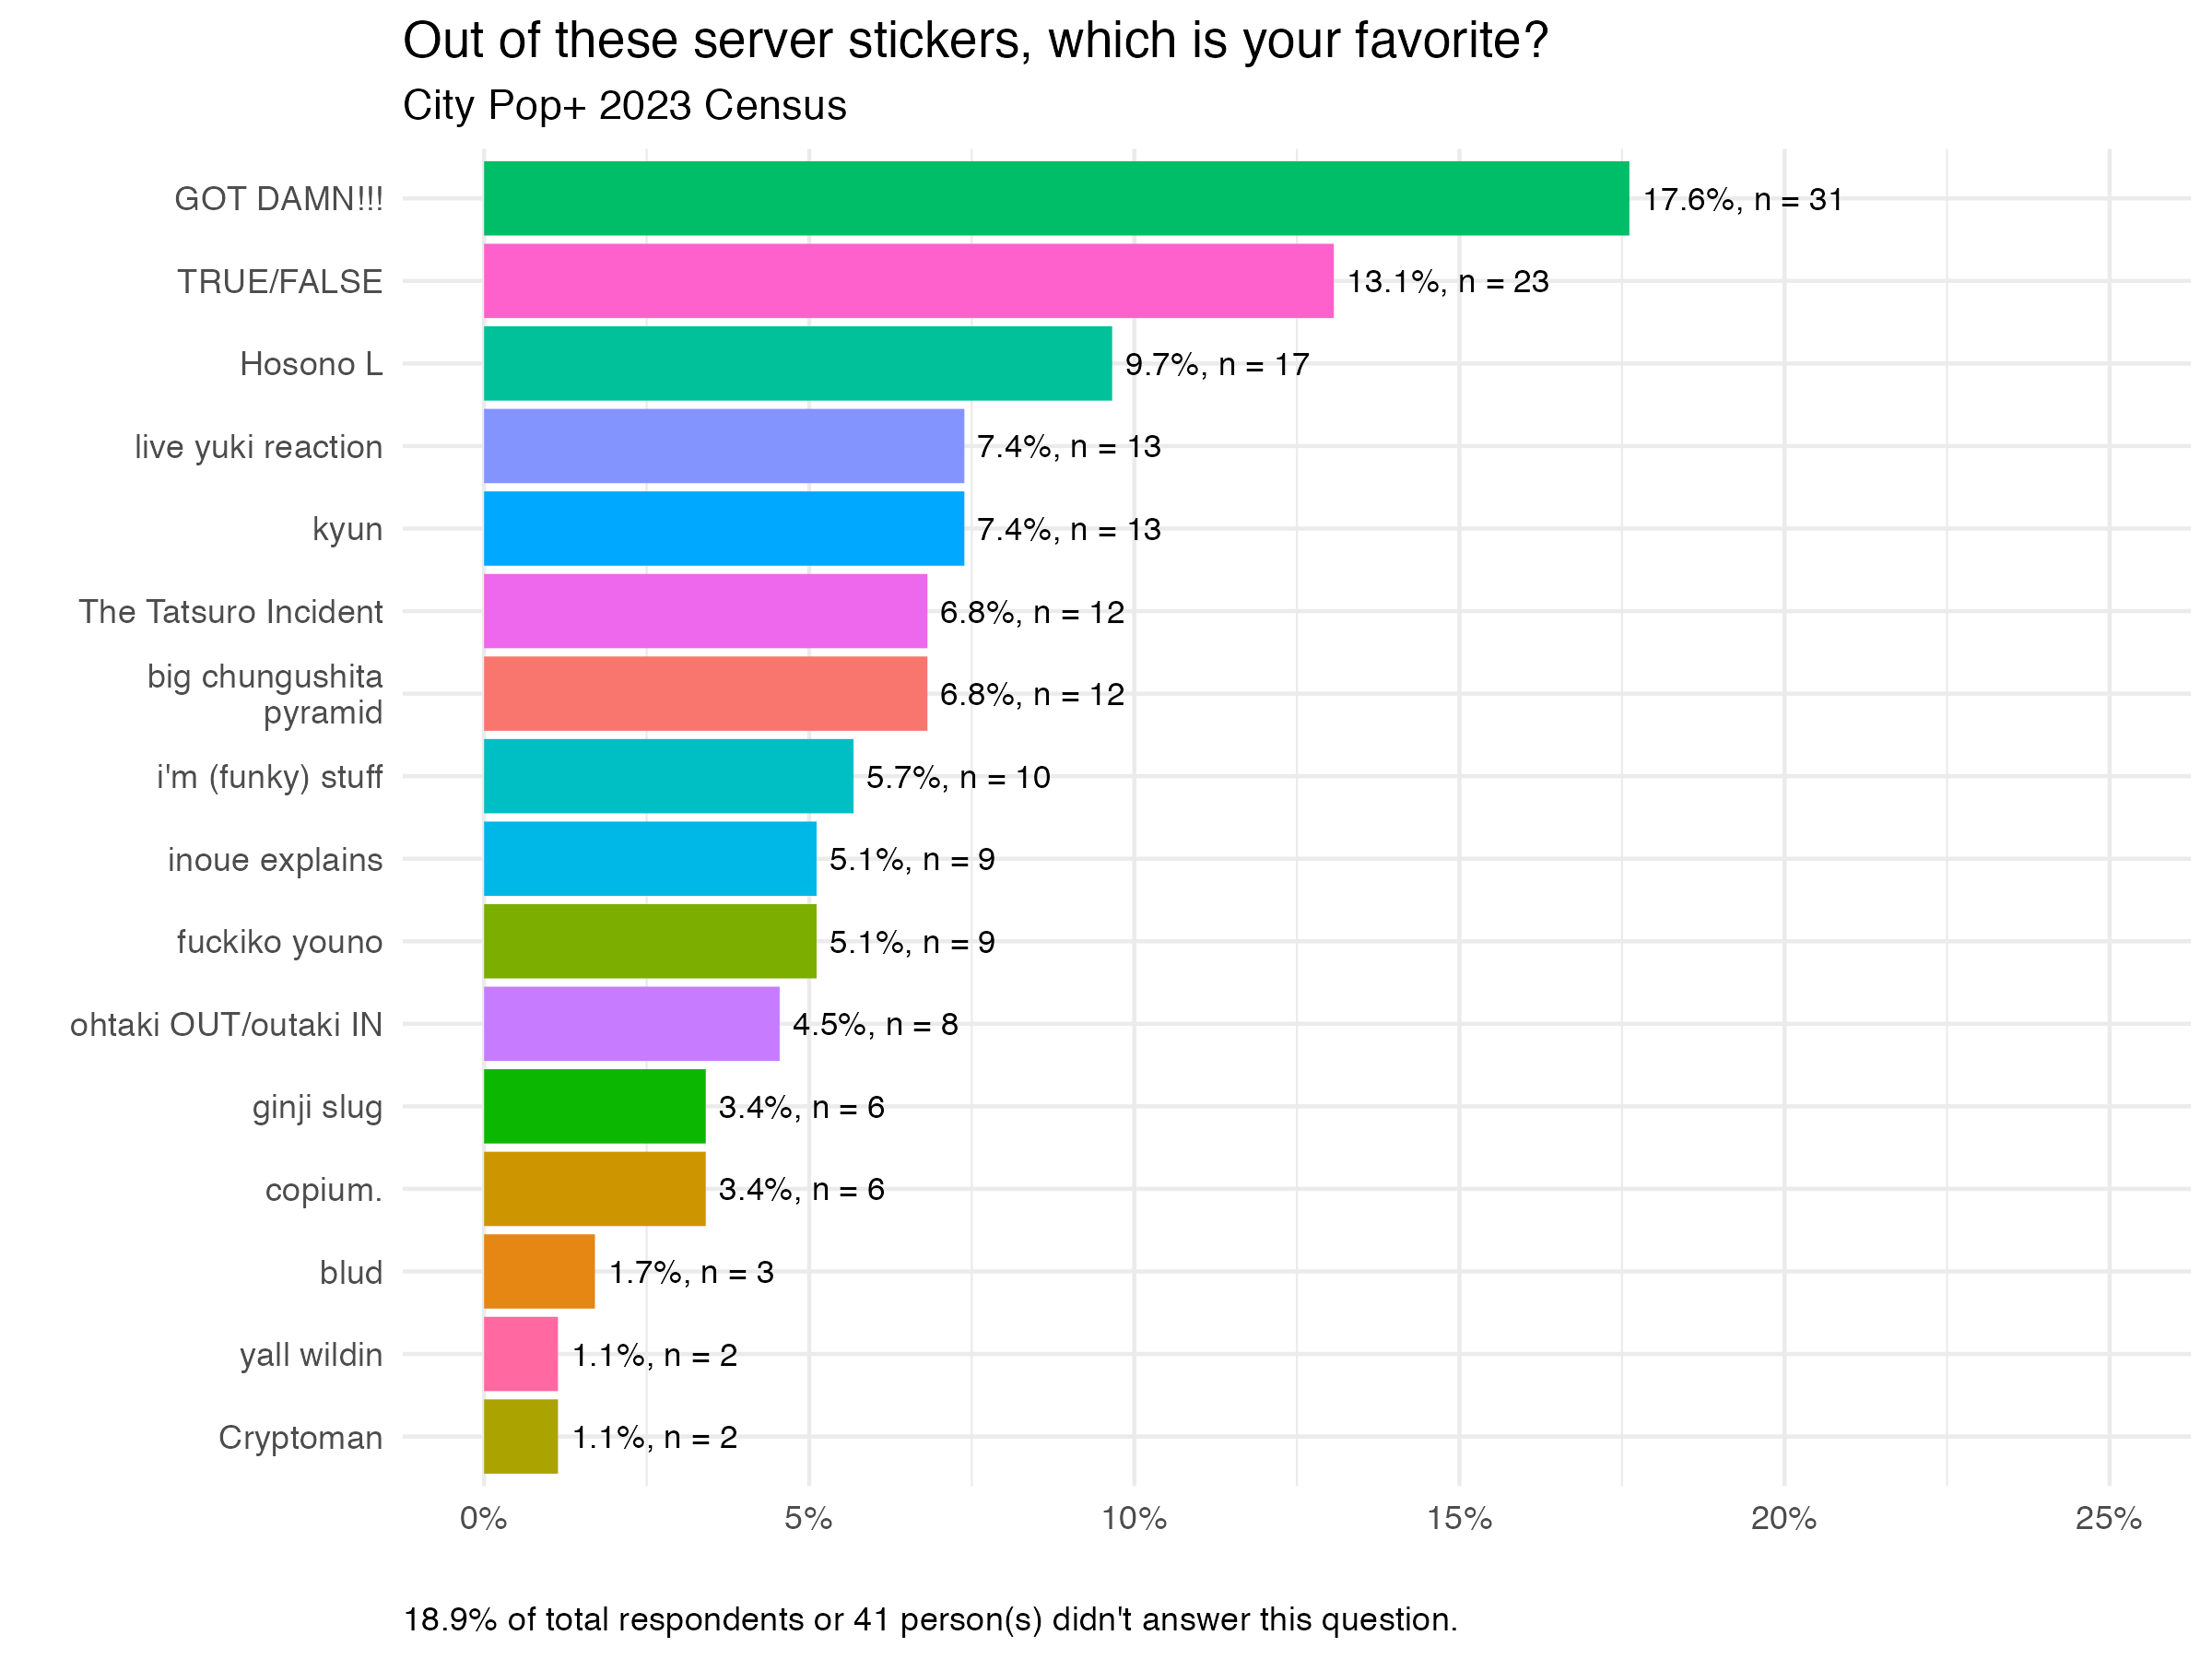 Out of these server stickers, which is your favorite?
City Pop+ 2023 Census
GOT DAMN!!! 17.6%, n = 31
TRUE/FALSE 13.1%, n = 23
Hosono L 9.7%, n = 17
live yuki reaction 7.4%, n = 13
kyun 7.4%, n = 13
The Tatsuro Incident 6.8%, n = 12
big chungushita
pyramid 6.8%, n = 12
i'm (funky) stuff 5.7%, n = 10
inoue explains 5.1%, n = 9
fuckiko youno 5.1%, n = 9
ohtaki OUT/outaki IN 4.5%, n = 8
ginji slug 3.4%, n = 6
copium. 3.4%, n = 6
blud 1.7%, n = 3
yall wildin 1.1%, n = 2
Cryptoman 1.1%, n = 2
0% 5% 10% 15% 20% 25%
18.9% of total respondents or 41 person(s) didn't answer this question.